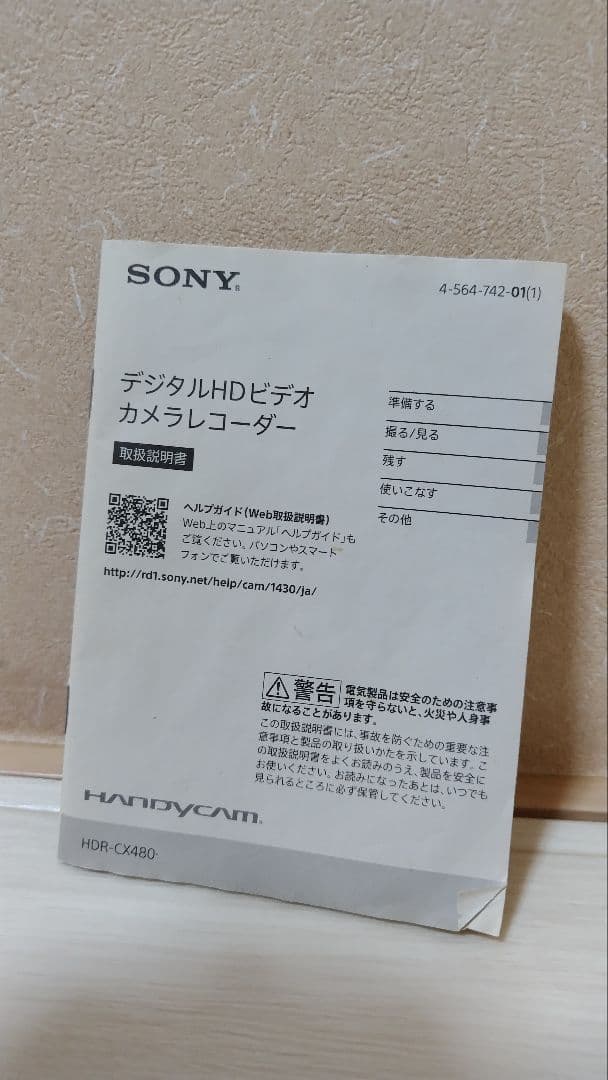 SONY®
4-564-742-01(1)
デジタルHDビデオ
カメラレコーダー
取扱説明書
準備する
撮る/見る
残す
使いこなす
その他
ヘルプガイド(Web取扱説明書)
Web上のマニュアル「ヘルプガイド」も
ご覧ください。パソコンやスマート
フォンでご覧いただけます。
http://rd1.sony.net/help/cam/1430/ja/
警告
電気製品は安全のための注意事
項を守らないと、火災や人身事
故になることがあります。
この取扱説明書には、事故を防ぐための重要な注
意事項と製品の取り扱いかたを示しています。こ
の取扱説明書をよくお読みのうえ、製品を安全に
お使いください。お読みになったあとは、いつでも
見られるところに必ず保管してください。
HANDYCAM®
HDR-CX480